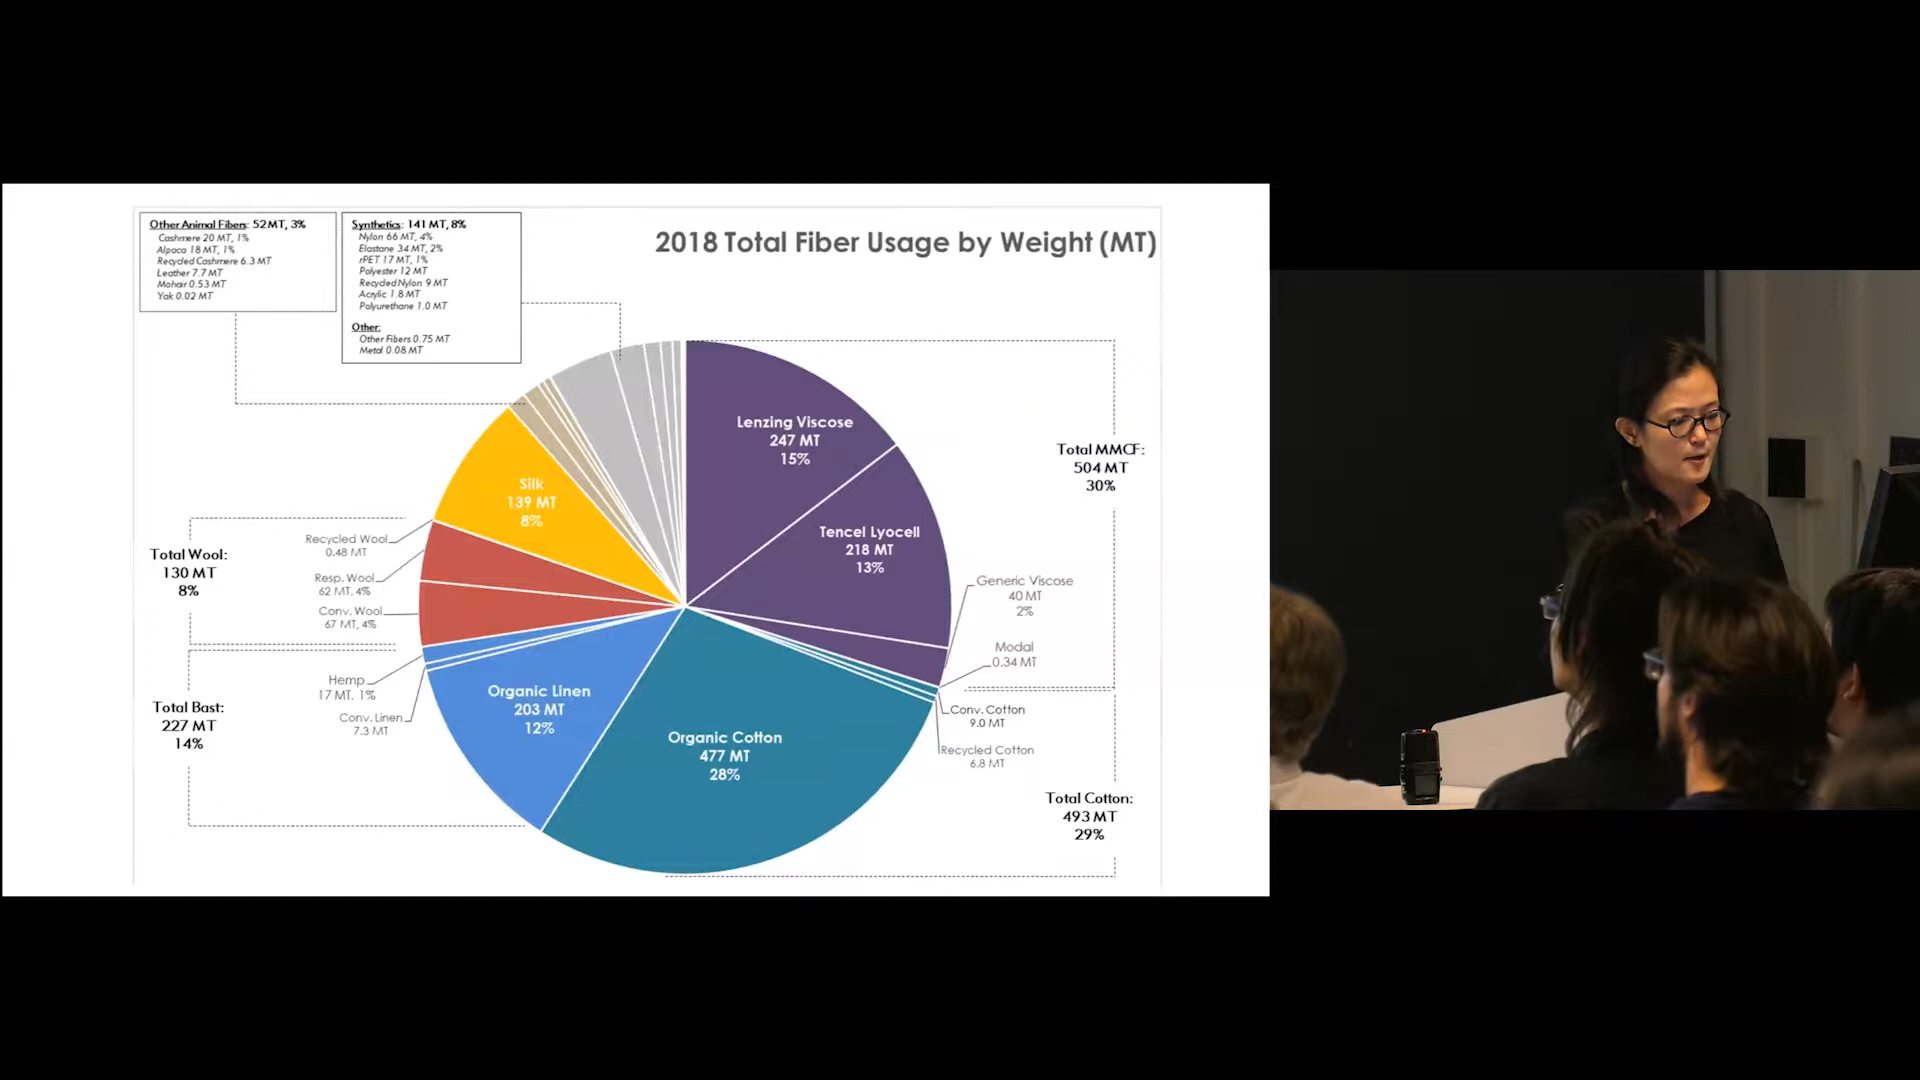 2018 Total Fiber Usage by Weight (MT)
Other Animal Fibers: 52 MT, 3%
Cashmere 20 MT, 1%
Alpaca 18 MT, 1%
Recycled Cashmere 6.3 MT
Leather 7.7 MT
Mohair 0.53 MT
Yak 0.02 MT
Synthetics: 141 MT, 8%
Nylon 66 MT, 4%
Elastane 34 MT, 2%
rPET 17 MT, 1%
Polyester 12 MT
Recycled Nylon 9 MT
Acrylic 1.8 MT
Polyurethane 1.0 MT
Other:
Other Fibers 0.75 MT
Metal 0.08 MT
Lenzing Viscose
247 MT
15%
Tencel Lyocell
218 MT
13%
Total MMCF:
504 MT
30%
Generic Viscose
40 MT
2%
Modal
0.34 MT
Conv. Cotton
9.0 MT
Recycled Cotton
6.8 MT
Total Cotton:
493 MT
29%
Organic Cotton
477 MT
28%
Organic Linen
203 MT
12%
Conv. Linen
7.3 MT
Hemp
17 MT, 1%
Total Bast:
227 MT
14%
Conv. Wool
67 MT, 4%
Resp. Wool
62 MT, 4%
Recycled Wool
0.48 MT
Total Wool:
130 MT
8%
Silk
139 MT
8%